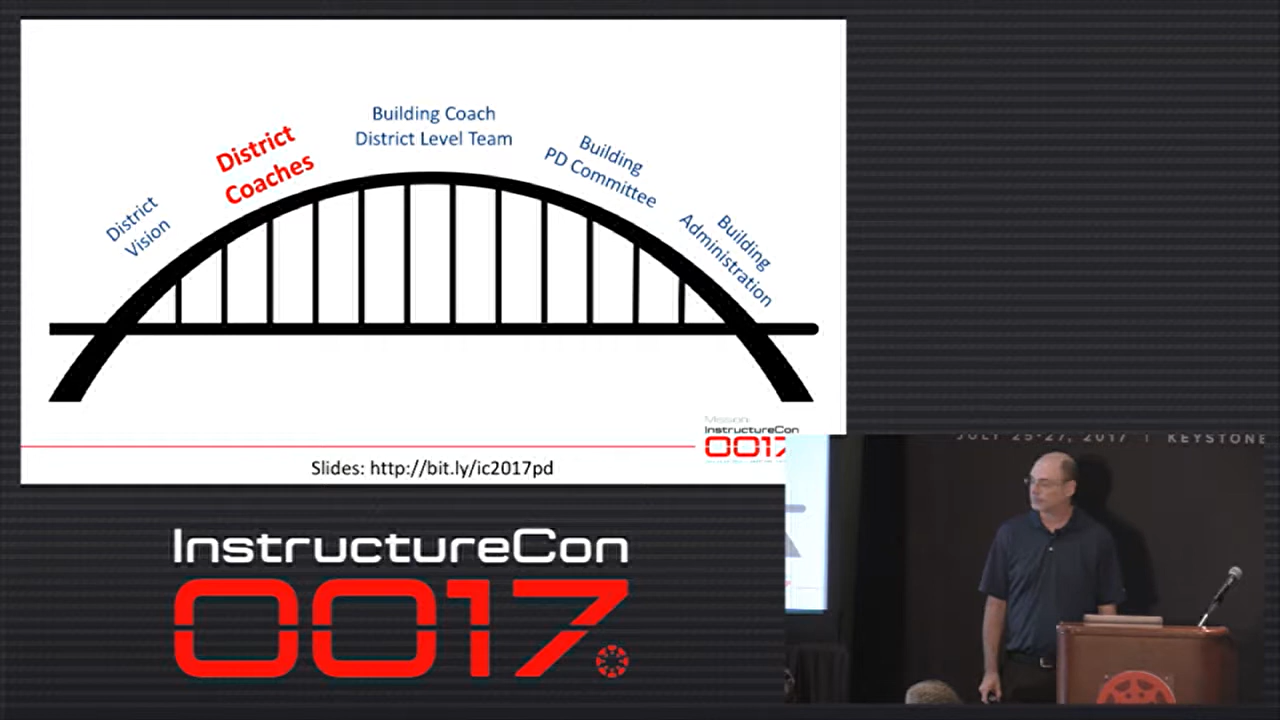 Building Coach
District Level Team
District
Coaches
Building
PD Committee
District
Vision
Building
Administration
Mission:
InstructureCon
0017
Slides: http://bit.ly/ic2017pd
JULY 25-27, 2017 | KEYSTONE
InstructureCon
0017